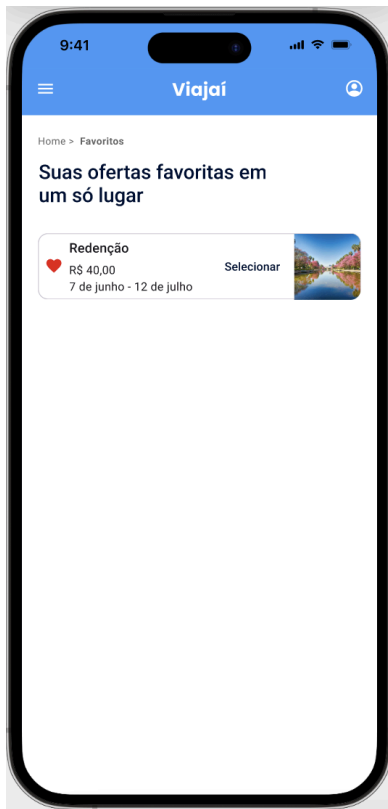 9:41
Viajaí
Home > Favoritos
Suas ofertas favoritas em
um só lugar
Redenção
R$ 40,00
Selecionar
7 de junho - 12 de julho